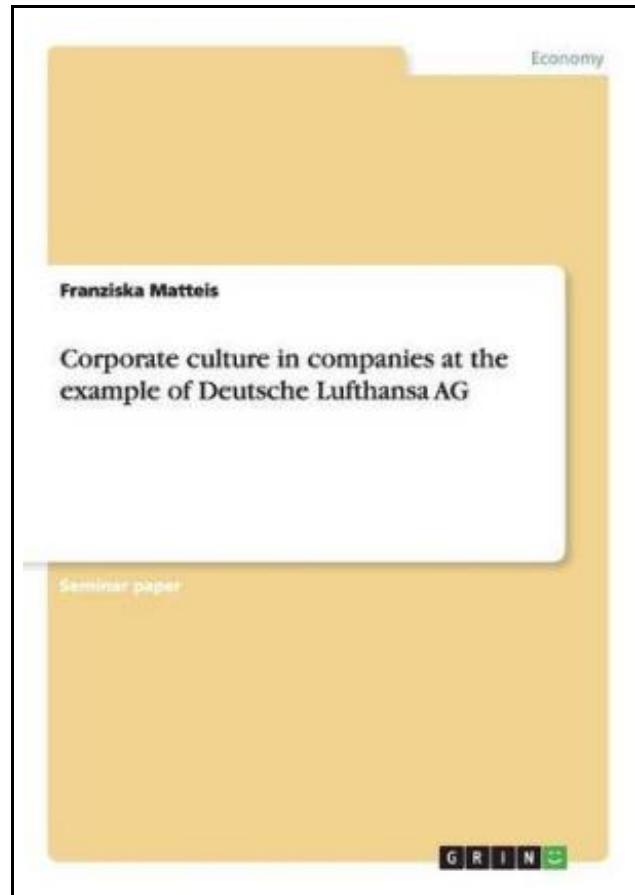 Economy
Franziska Matteis
Corporate culture in companies at the
example of Deutsche Lufthansa AG
Seminar paper
GRIN